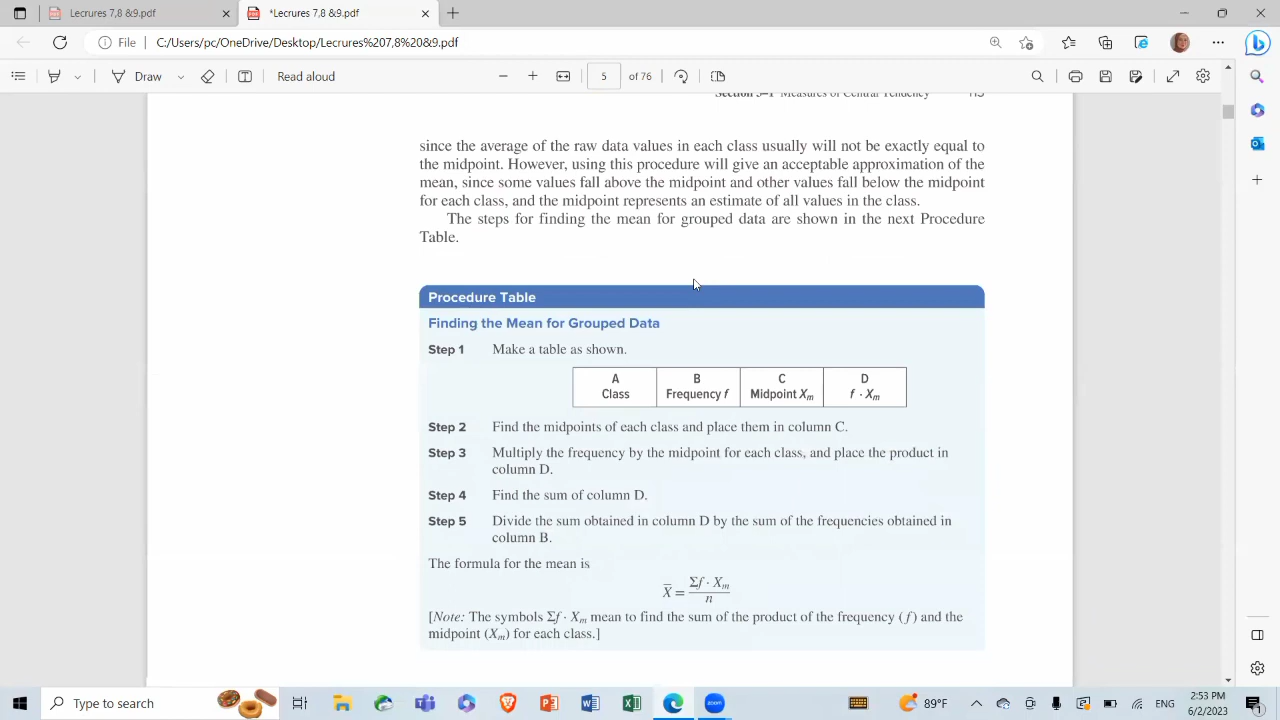 Lecrures 7,8 &9.pdf
*Lecrures 7,8 &9.pdf
File
C:/Users/pc/OneDrive/Desktop/Lecrures%207,8%20&9.pdf
Draw
Read aloud
5
of 76
Section 3–1 Measures of Central Tendency
since the average of the raw data values in each class usually will not be exactly equal to
the midpoint. However, using this procedure will give an acceptable approximation of the
mean, since some values fall above the midpoint and other values fall below the midpoint
for each class, and the midpoint represents an estimate of all values in the class.
The steps for finding the mean for grouped data are shown in the next Procedure
Table.
Procedure Table
Finding the Mean for Grouped Data
Step 1 Make a table as shown.
A B C D
Class Frequency f Midpoint Xm f · Xm
Step 2 Find the midpoints of each class and place them in column C.
Step 3 Multiply the frequency by the midpoint for each class, and place the product in
column D.
Step 4 Find the sum of column D.
Step 5 Divide the sum obtained in column D by the sum of the frequencies obtained in
column B.
The formula for the mean is
X̄ = Σf · Xm
n
[Note: The symbols Σf · Xm mean to find the sum of the product of the frequency (f) and the
midpoint (Xm) for each class.]
Type to search
zoom
89°F
2:53 PM
6/2/2023
1